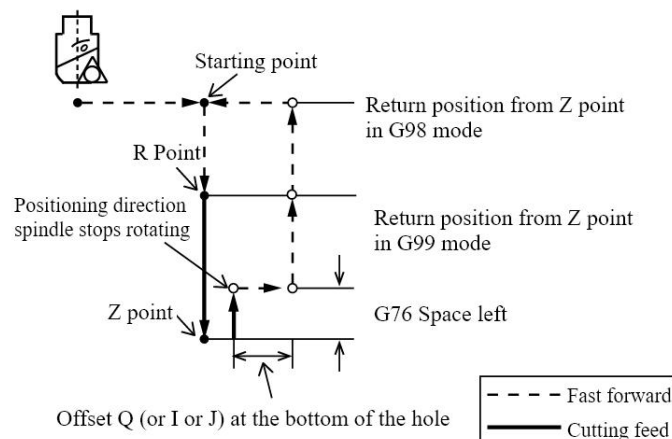 Starting point
Return position from Z point
in G98 mode
R Point
Positioning direction
spindle stops rotating
Return position from Z point
in G99 mode
Z point
G76 Space left
Offset Q (or I or J) at the bottom of the hole
Fast forward
Cutting feed